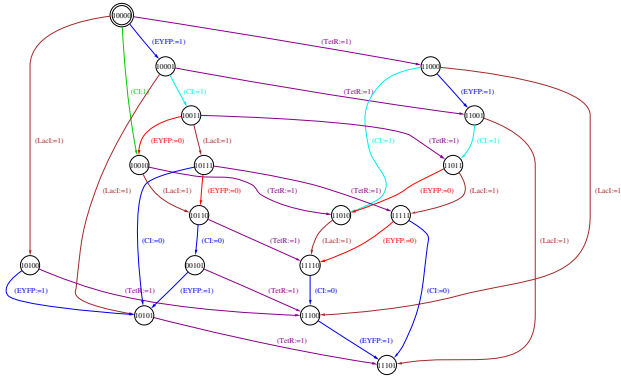 10000
(EYFP:=1)
(TetR:=1)
10001
11000
(CI:=1)
(CI:=1)
(TetR:=1)
(EYFP:=1)
10011
11001
(LacI:=1)
(EYFP:=0)
(LacI:=1)
(CI:=1)
(TetR:=1)
(CI:=1)
(LacI:=1)
10010
10111
11011
(LacI:=1)
(LacI:=1)
(EYFP:=0)
(TetR:=1)
(TetR:=1)
(EYFP:=0)
10110
11010
11111
(CI:=0)
(CI:=0)
(TetR:=1)
(LacI:=1)
(EYFP:=0)
(LacI:=1)
10100
00101
11110
(EYFP:=1)
(TetR:=1)
(EYFP:=1)
(TetR:=1)
(CI:=0)
(CI:=0)
10101
11100
(TetR:=1)
(EYFP:=1)
11101